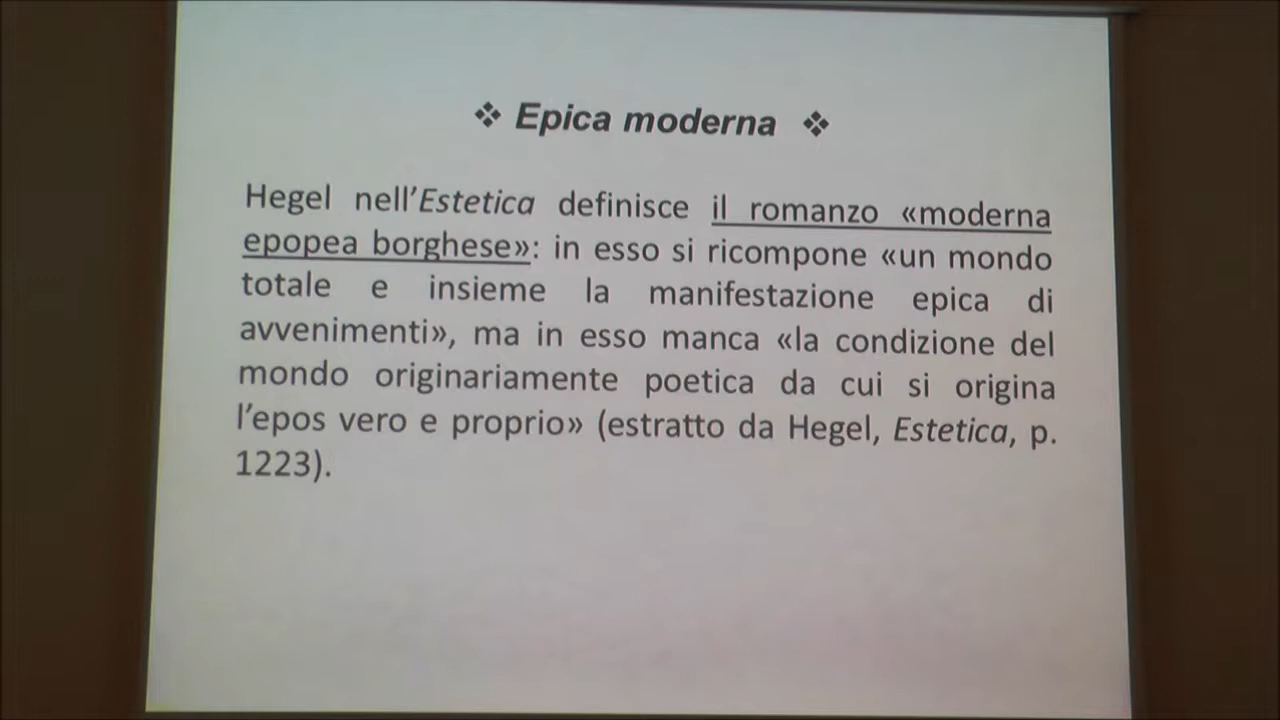 ❖ Epica moderna ❖
Hegel nell'Estetica definisce il romanzo «moderna
epopea borghese»: in esso si ricompone «un mondo
totale e insieme la manifestazione epica di
avvenimenti», ma in esso manca «la condizione del
mondo originariamente poetica da cui si origina
l'epos vero e proprio» (estratto da Hegel, Estetica, p.
1223).